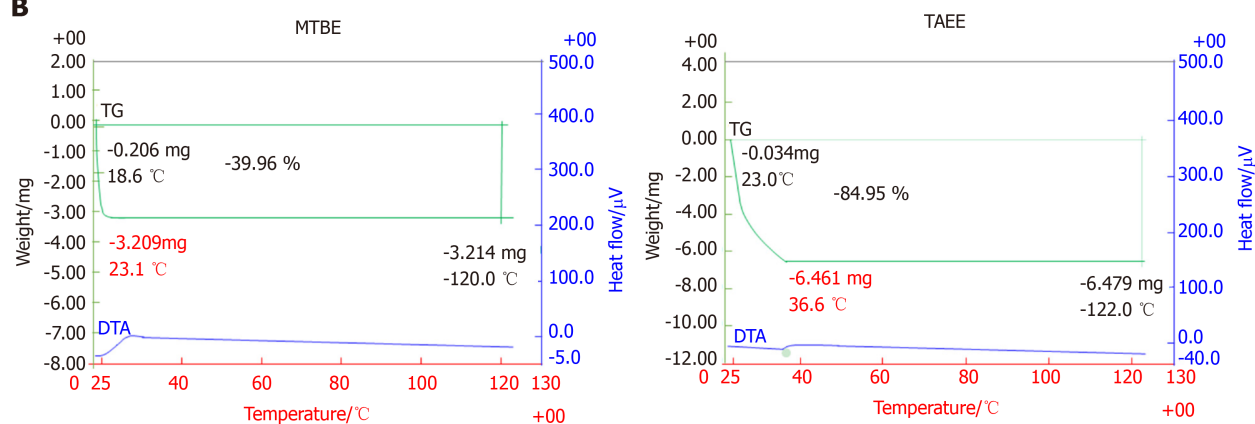 B
MTBE
+00
+00
2.00
1.00
0.00
-1.00
-2.00
-3.00
-4.00
-5.00
-6.00
-7.00
-8.00
Weight/mg
500.0
400.0
300.0
200.0
100.0
0.0
-5.0
Heat flow/μV
TG
-0.206 mg
18.6 ℃
-39.96 %
-3.209mg
23.1 ℃
-3.214 mg
-120.0 ℃
DTA
0 25 40 60 80 100 120 130
Temperature/℃
+00
TAEE
+00
+00
4.00
2.00
0.00
-2.00
-4.00
-6.00
-8.00
-10.00
-12.00
Weight/mg
500.0
400.0
300.0
200.0
100.0
0.0
-40.0
Heat flow/μV
TG
-0.034mg
23.0℃
-84.95 %
-6.461 mg
36.6 ℃
-6.479 mg
-122.0 ℃
DTA
0 25 40 60 80 100 120 130
Temperature/℃
+00